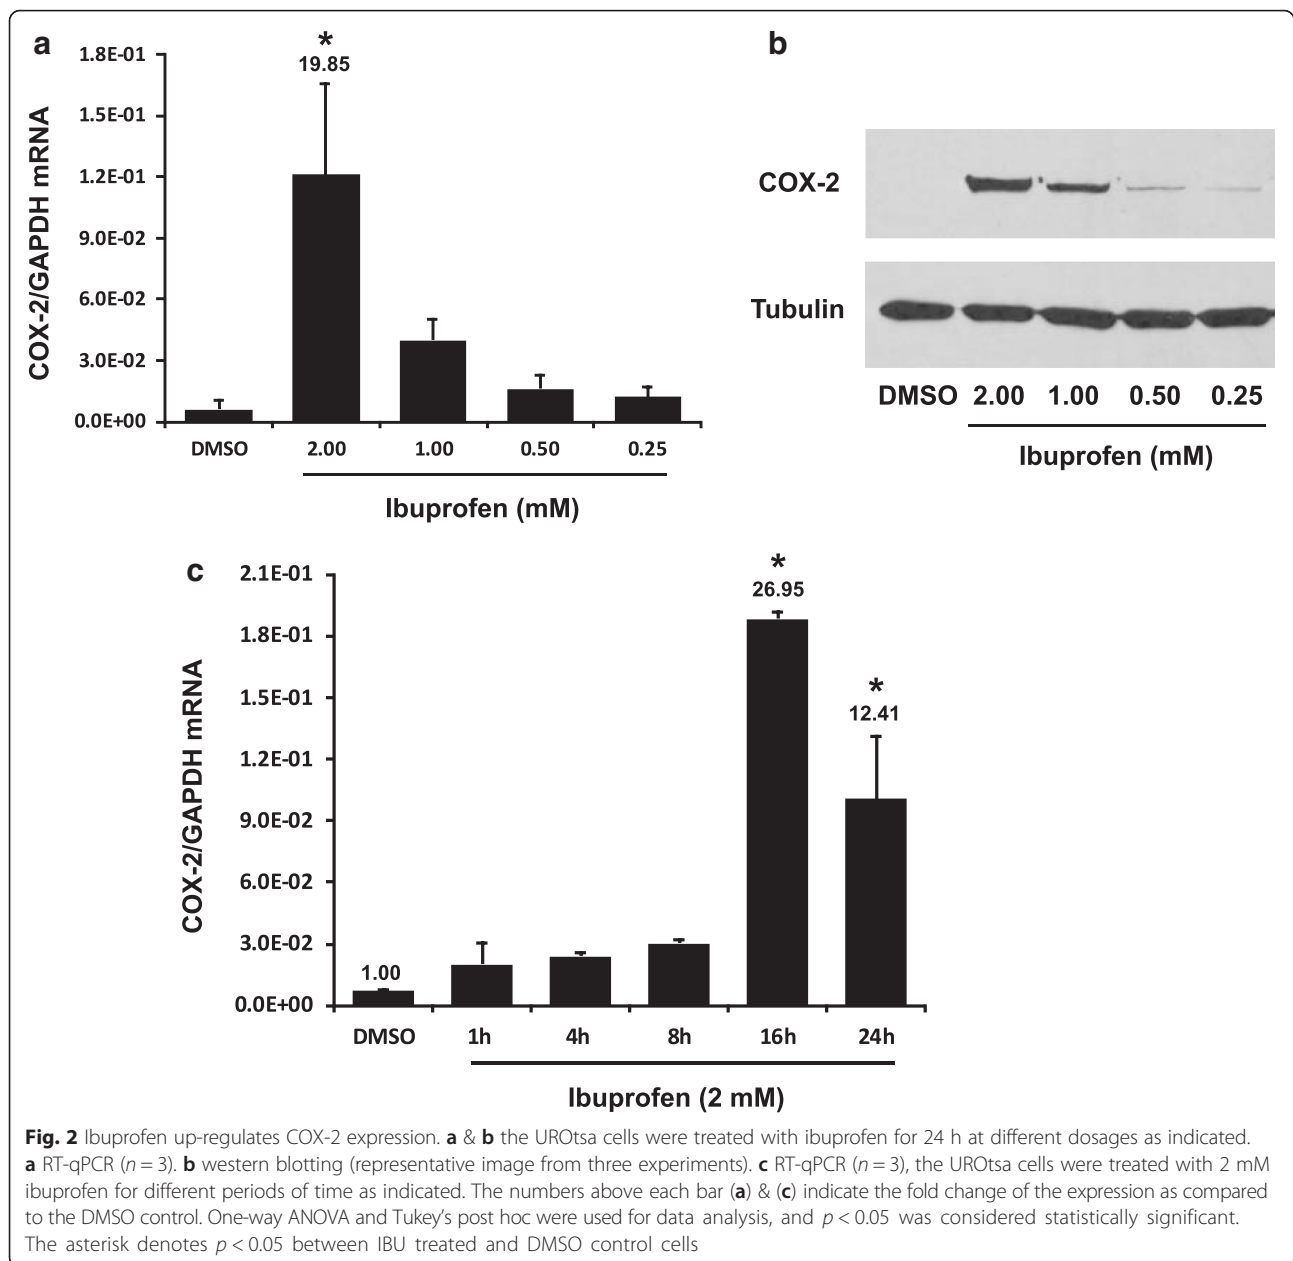 a
COX-2/GAPDH mRNA
1.8E-01
1.5E-01
1.2E-01
9.0E-02
6.0E-02
3.0E-02
0.0E+00
*
19.85
DMSO 2.00 1.00 0.50 0.25
Ibuprofen (mM)
b
COX-2
Tubulin
DMSO 2.00 1.00 0.50 0.25
Ibuprofen (mM)
c
COX-2/GAPDH mRNA
2.1E-01
1.8E-01
1.5E-01
1.2E-01
9.0E-02
6.0E-02
3.0E-02
0.0E+00
1.00
*
26.95
*
12.41
DMSO 1h 4h 8h 16h 24h
Ibuprofen (2 mM)
Fig. 2 Ibuprofen up-regulates COX-2 expression. a & b the UROtsa cells were treated with ibuprofen for 24 h at different dosages as indicated.
a RT-qPCR (n = 3). b western blotting (representative image from three experiments). c RT-qPCR (n = 3), the UROtsa cells were treated with 2 mM
ibuprofen for different periods of time as indicated. The numbers above each bar (a) & (c) indicate the fold change of the expression as compared
to the DMSO control. One-way ANOVA and Tukey's post hoc were used for data analysis, and p < 0.05 was considered statistically significant.
The asterisk denotes p < 0.05 between IBU treated and DMSO control cells